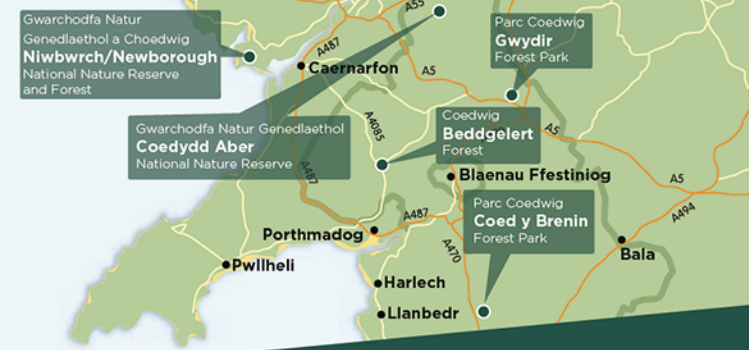 Gwarchodfa Natur
Genedlaethol a Choedwig
Niwbwrch/Newborough
National Nature Reserve
and Forest
A55
Parc Coedwig
Gwydir
Forest Park
A487
Caernarfon
A5
Gwarchodfa Natur Genedlaethol
Coedydd Aber
National Nature Reserve
A4085
Coedwig
Beddgelert
Forest
A5
A487
Blaenau Ffestiniog
A5
Parc Coedwig
Coed y Brenin
Forest Park
A494
A487
Porthmadog
A470
Bala
Pwllheli
Harlech
Llanbedr